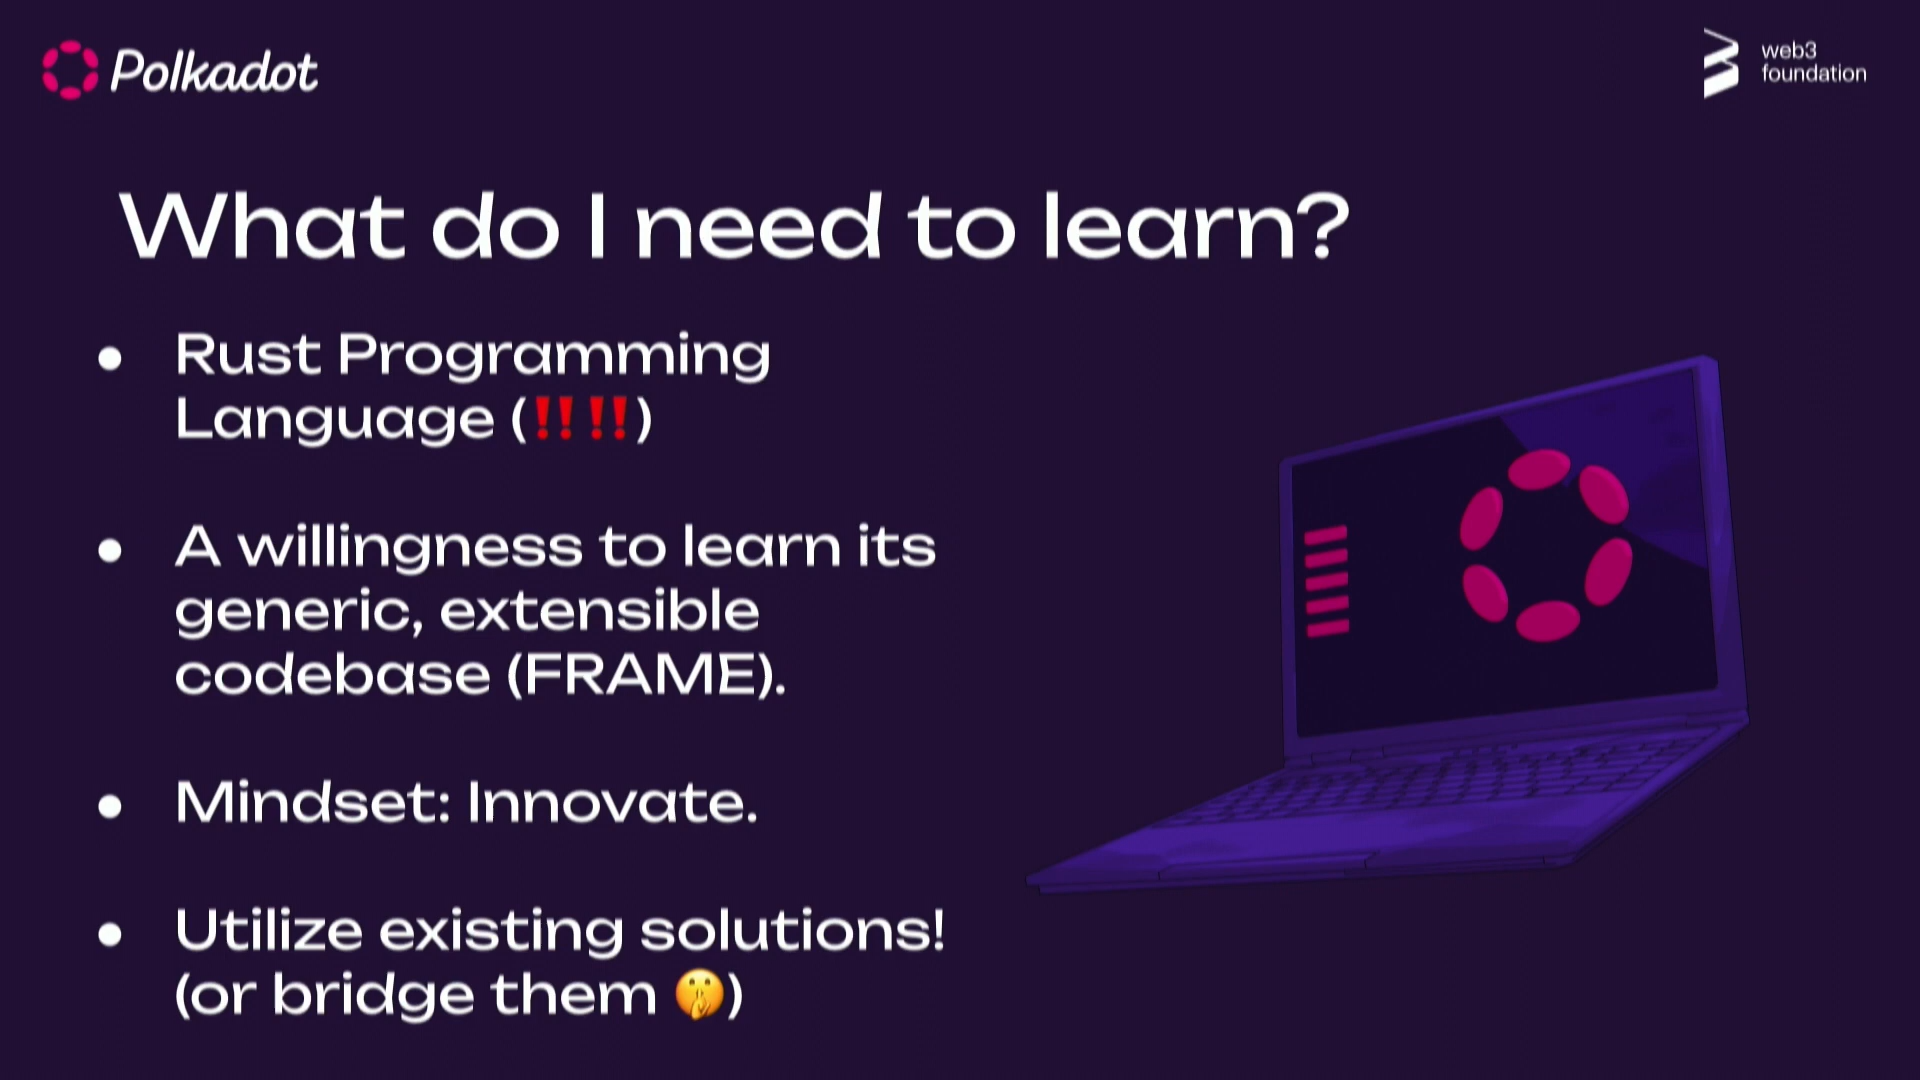 Polkadot
web3
foundation
What do I need to learn?
● Rust Programming
Language (‼️‼️)
● A willingness to learn its
generic, extensible
codebase (FRAME).
● Mindset: Innovate.
● Utilize existing solutions!
(or bridge them 🤫)